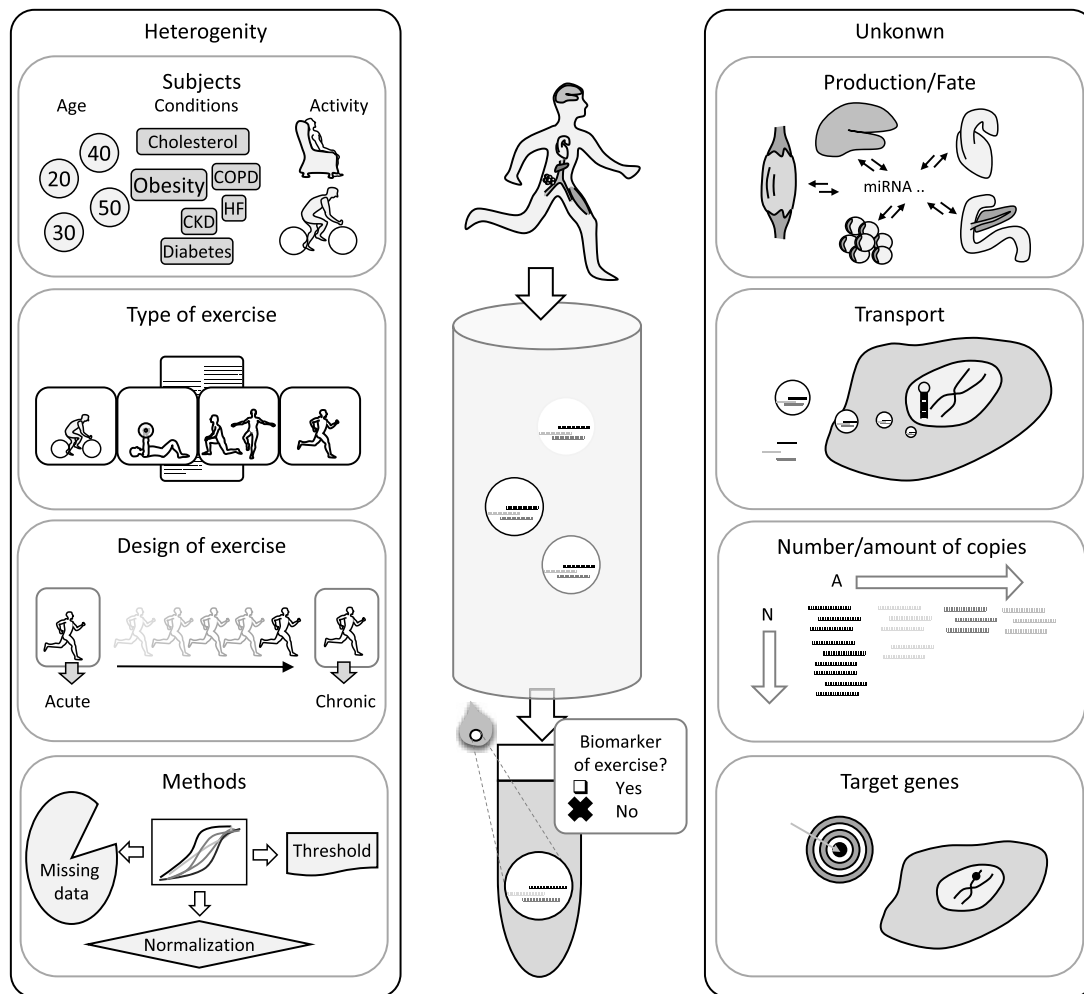 Heterogenity
Subjects
Age
Conditions
Activity
Cholesterol
40
20
Obesity
COPD
50
HF
CKD
30
Diabetes
Type of exercise
Design of exercise
Acute
Chronic
Methods
Missing
data
Threshold
Normalization
Biomarker
of exercise?
Yes
No
Unkonwn
Production/Fate
miRNA ..
Transport
Number/amount of copies
A
N
Target genes